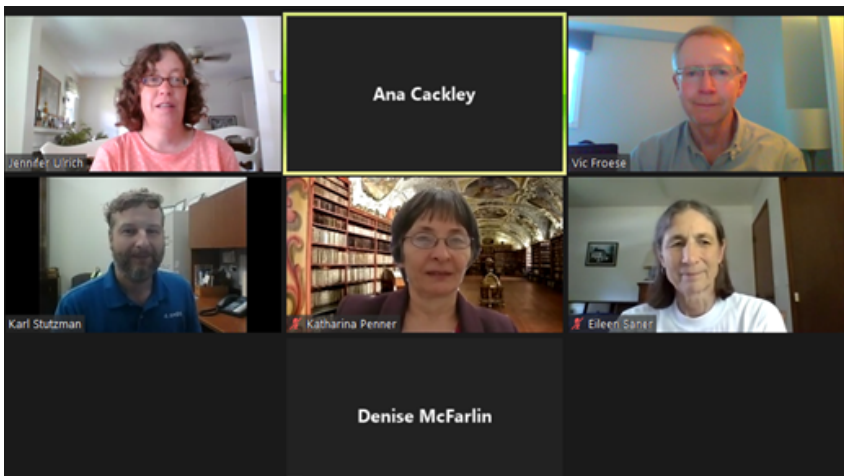 Ana Cackley
Jennifer Ulrich
Vic Froese
Karl Stutzman
Katharina Penner
Eileen Saner
Denise McFarlin